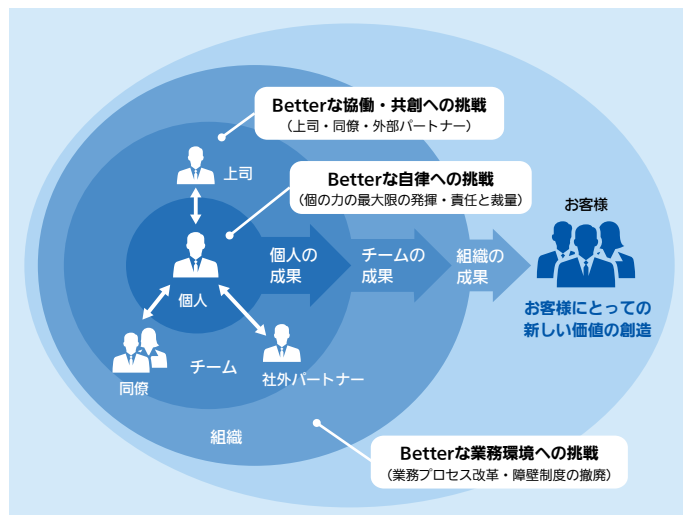 Betterな協働・共創への挑戦
（上司・同僚・外部パートナー）
上司
Betterな自律への挑戦
（個の力の最大限の発揮・責任と裁量）
お客様
個人の
成果
チームの
成果
組織の
成果
個人
お客様にとっての
新しい価値の創造
チーム
社外パートナー
同僚
組織
Betterな業務環境への挑戦
（業務プロセス改革・障壁制度の撤廃）